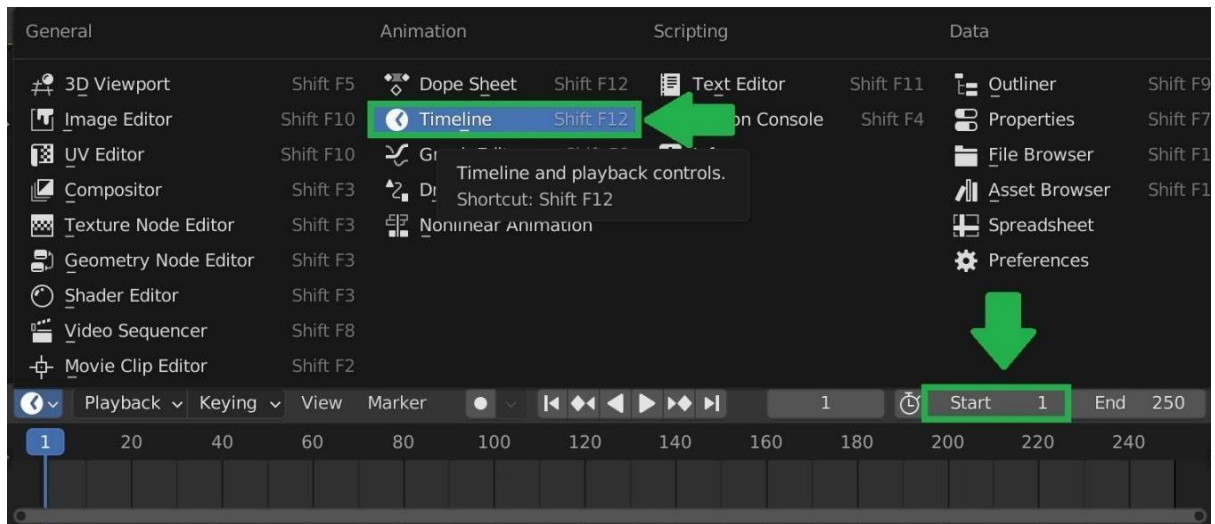 General Animation Scripting Data
3D Viewport Shift F5 Dope Sheet Shift F12 Text Editor Shift F11 Outliner Shift F9
Image Editor Shift F10 Timeline Shift F12 on Console Shift F4 Properties Shift F7
UV Editor Shift F10 File Browser Shift F1
Timeline and playback controls.
Compositor Shift F3 Asset Browser Shift F1
Shortcut: Shift F12
Texture Node Editor Shift F3 Nonlinear Animation Spreadsheet
Geometry Node Editor Shift F3 Preferences
Shader Editor Shift F3
Video Sequencer Shift F8
Movie Clip Editor Shift F2
Playback Keying View Marker 1 Start 1 End 250
1 20 40 60 80 100 120 140 160 180 200 220 240